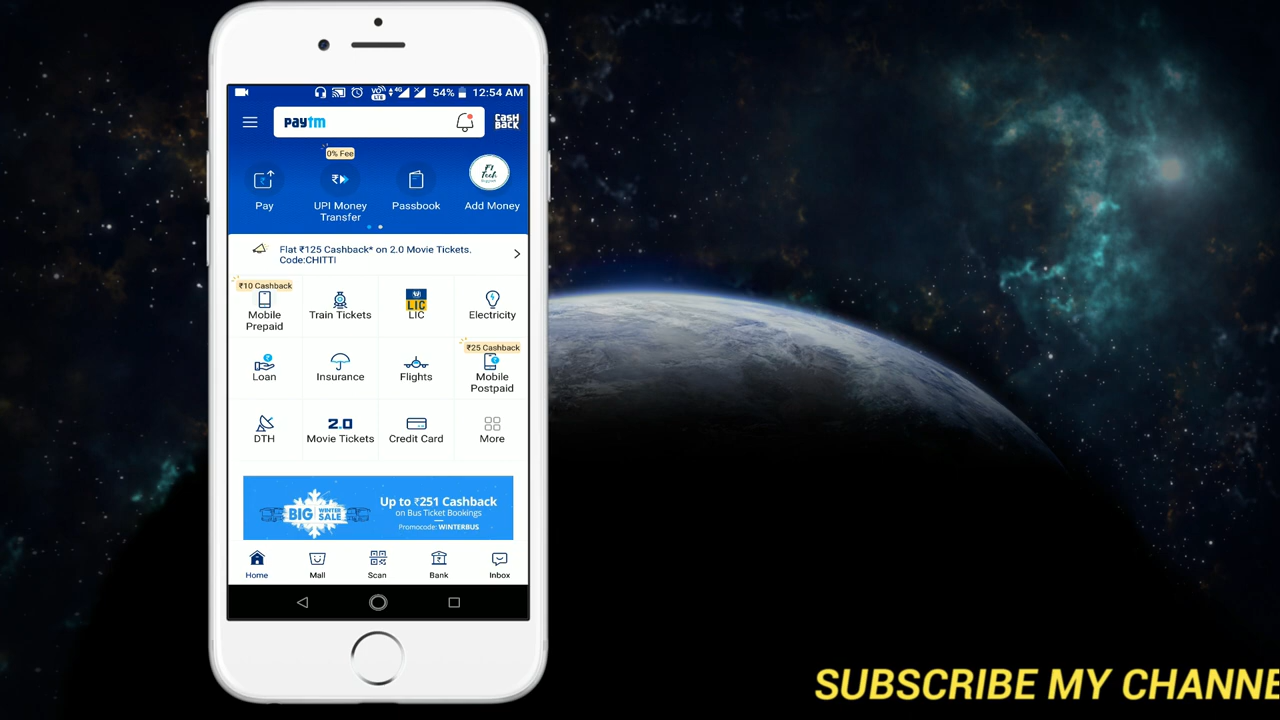 VO)) LTE 4G 54% 12:54 AM
paytm
CASH BACK
0% Fee
Pay
UPI Money Transfer
Passbook
Add Money
Flat ₹125 Cashback* on 2.0 Movie Tickets.
Code:CHITTI
₹10 Cashback
Mobile Prepaid
Train Tickets
LIC
LIC
Electricity
₹25 Cashback
Loan
Insurance
Flights
Mobile Postpaid
DTH
2.0
Movie Tickets
Credit Card
More
BIG WINTER SALE
Up to ₹251 Cashback
on Bus Ticket Bookings
Promocode: WINTERBUS
Home
Mall
Scan
Bank
Inbox
SUBSCRIBE MY CHANNE